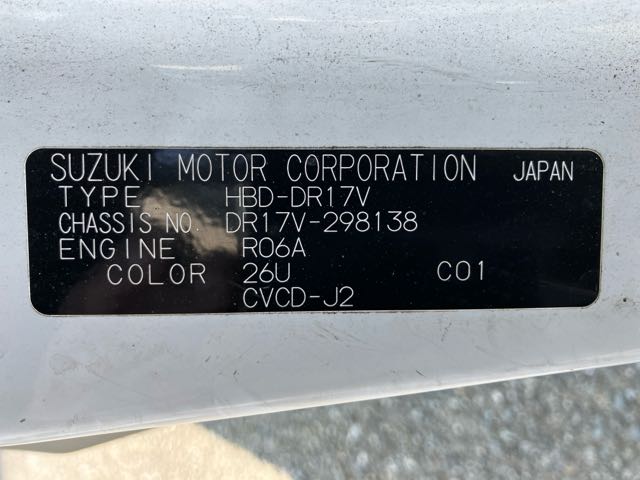 SUZUKI MOTOR CORPORATION JAPAN
TYPE HBD-DR17V
CHASSIS NO. DR17V-298138
ENGINE R06A
COLOR 26U C01
CVCD-J2